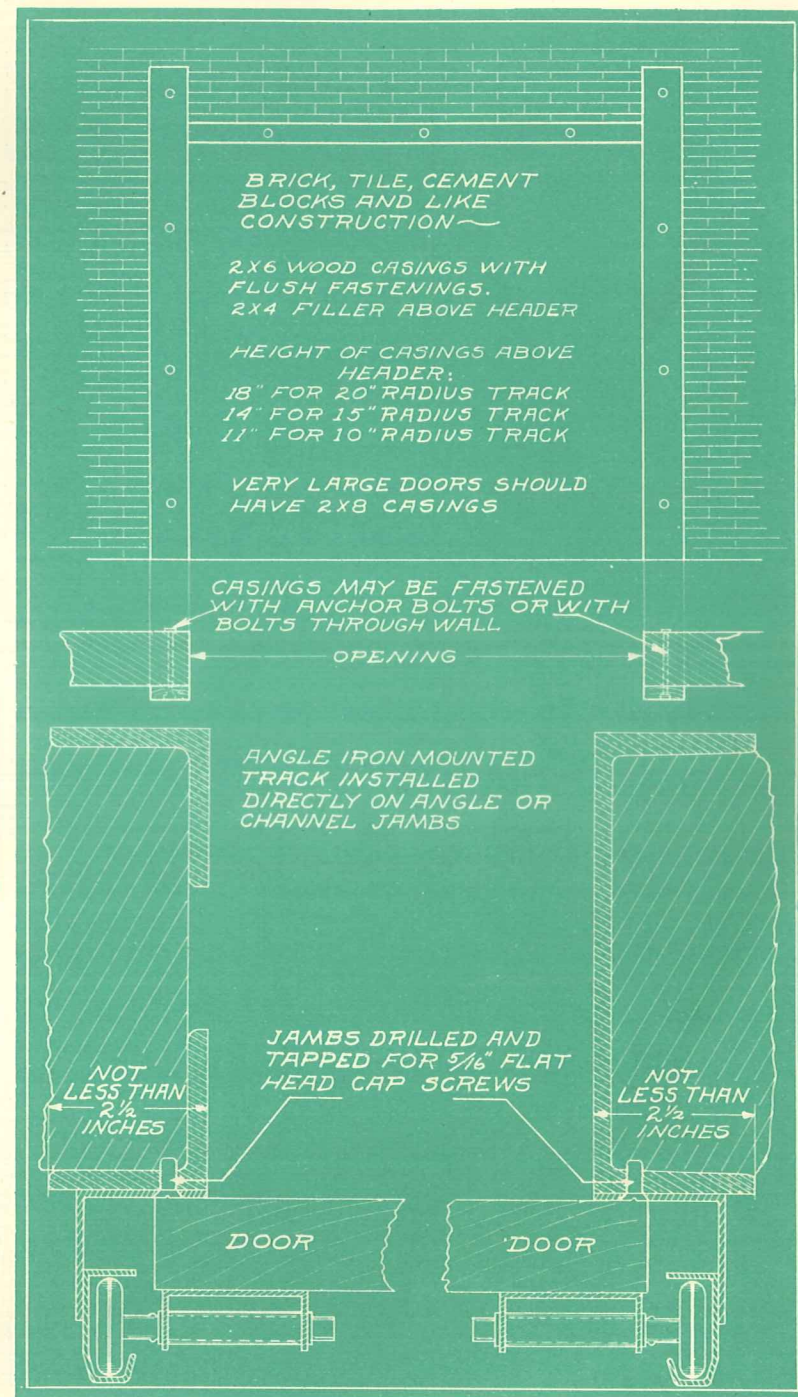 BRICK, TILE, CEMENT
BLOCKS AND LIKE
CONSTRUCTION~
2X6 WOOD CASINGS WITH
FLUSH FASTENINGS.
2X4 FILLER ABOVE HEADER
HEIGHT OF CASINGS ABOVE
HEADER:
18" FOR 20" RADIUS TRACK
14" FOR 15" RADIUS TRACK
11" FOR 10" RADIUS TRACK
VERY LARGE DOORS SHOULD
HAVE 2X8 CASINGS
CASINGS MAY BE FASTENED
WITH ANCHOR BOLTS OR WITH
BOLTS THROUGH WALL
OPENING
ANGLE IRON MOUNTED
TRACK INSTALLED
DIRECTLY ON ANGLE OR
CHANNEL JAMBS
JAMBS DRILLED AND
TAPPED FOR 5/16" FLAT
HEAD CAP SCREWS
NOT
LESS THAN
2 1/2
INCHES
NOT
LESS THAN
2 1/2
INCHES
DOOR
DOOR